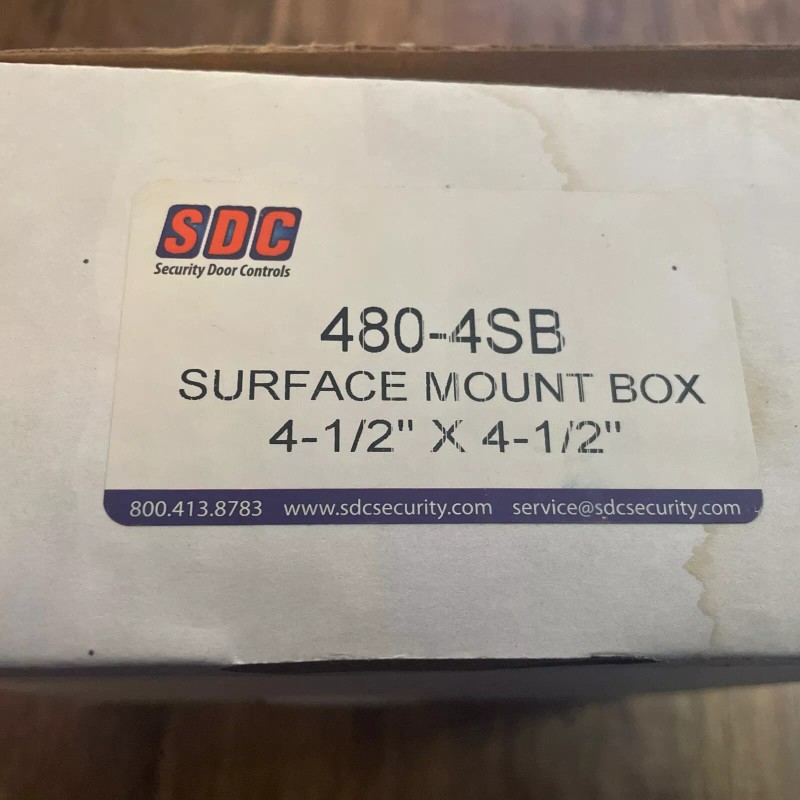 SDC
Security Door Controls
480-4SB
SURFACE MOUNT BOX
4-1/2" X 4-1/2"
800.413.8783 www.sdcsecurity.com service@sdcsecurity.com